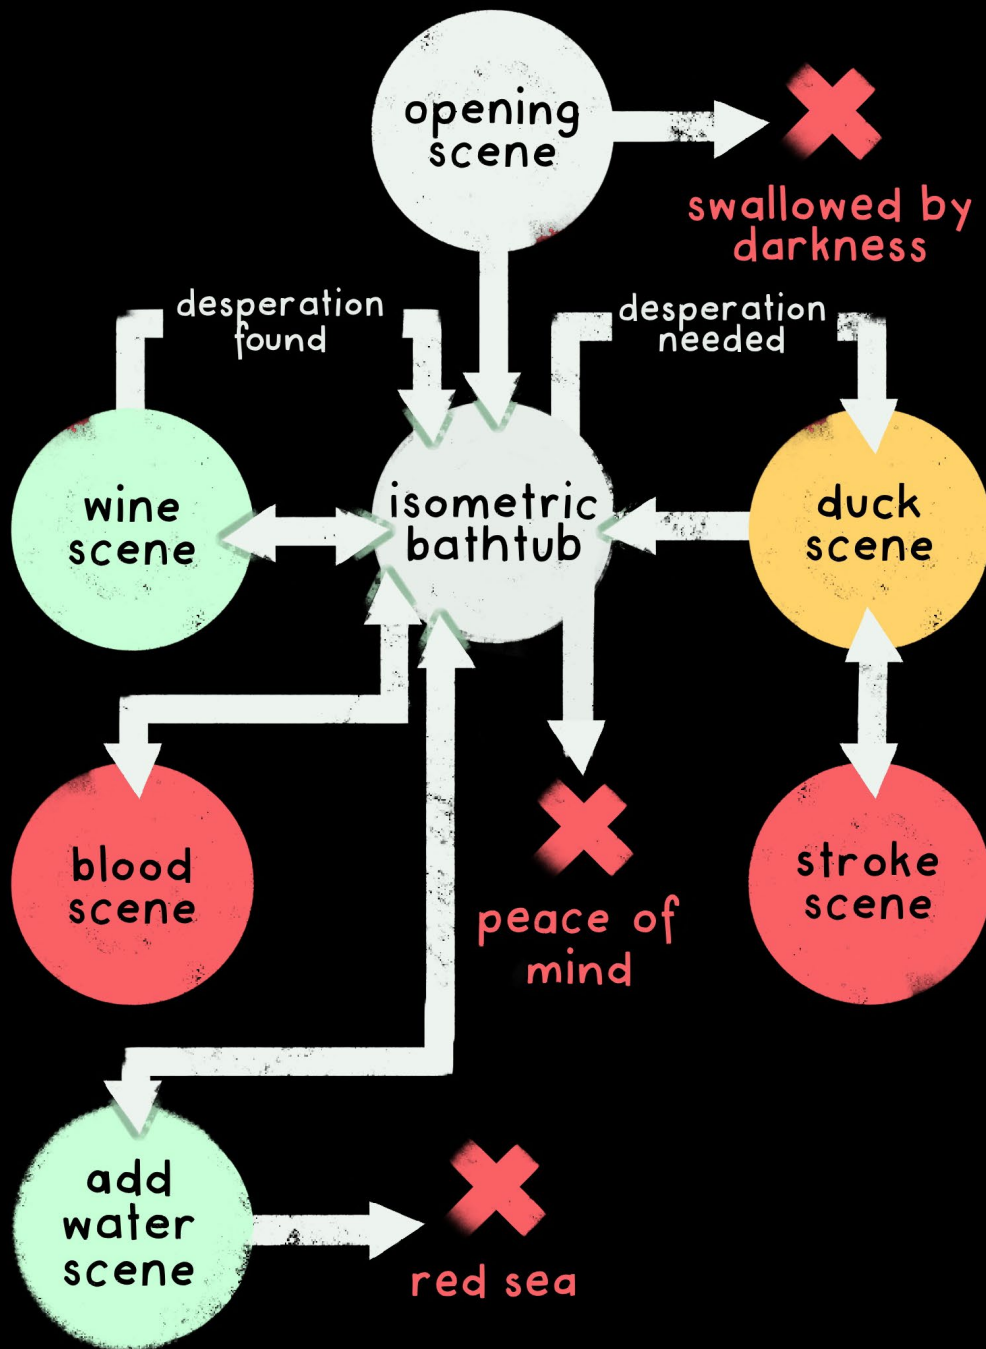 opening
scene
swallowed by
darkness
desperation
found
desperation
needed
wine
scene
isometric
bathtub
duck
scene
blood
scene
peace of
mind
stroke
scene
add
water
scene
red sea